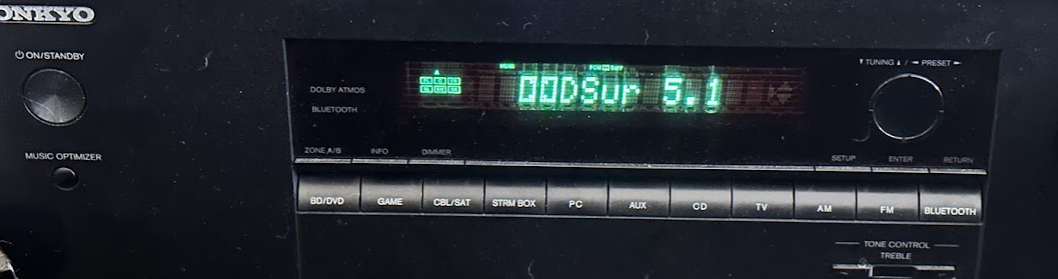 ONKYO
ON/STANDBY
MUSIC OPTIMIZER
DOLBY ATMOS
BLUETOOTH
DDSur 5.1
TUNING / PRESET
ZONE A/B INFO DIMMER
SETUP ENTER RETURN
BD/DVD GAME CBL/SAT STRM BOX PC AUX CD TV AM FM BLUETOOTH
TONE CONTROL
TREBLE